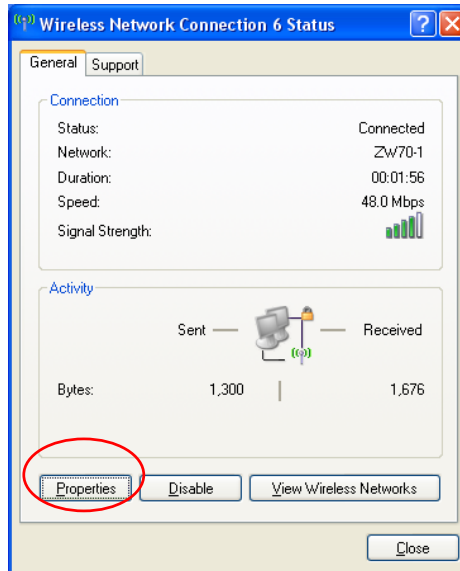 Wireless Network Connection 6 Status
General Support
Connection
Status: Connected
Network: ZW70-1
Duration: 00:01:56
Speed: 48.0 Mbps
Signal Strength:
Activity
Sent — — Received
Bytes: 1,300 1,676
Properties Disable View Wireless Networks
Close